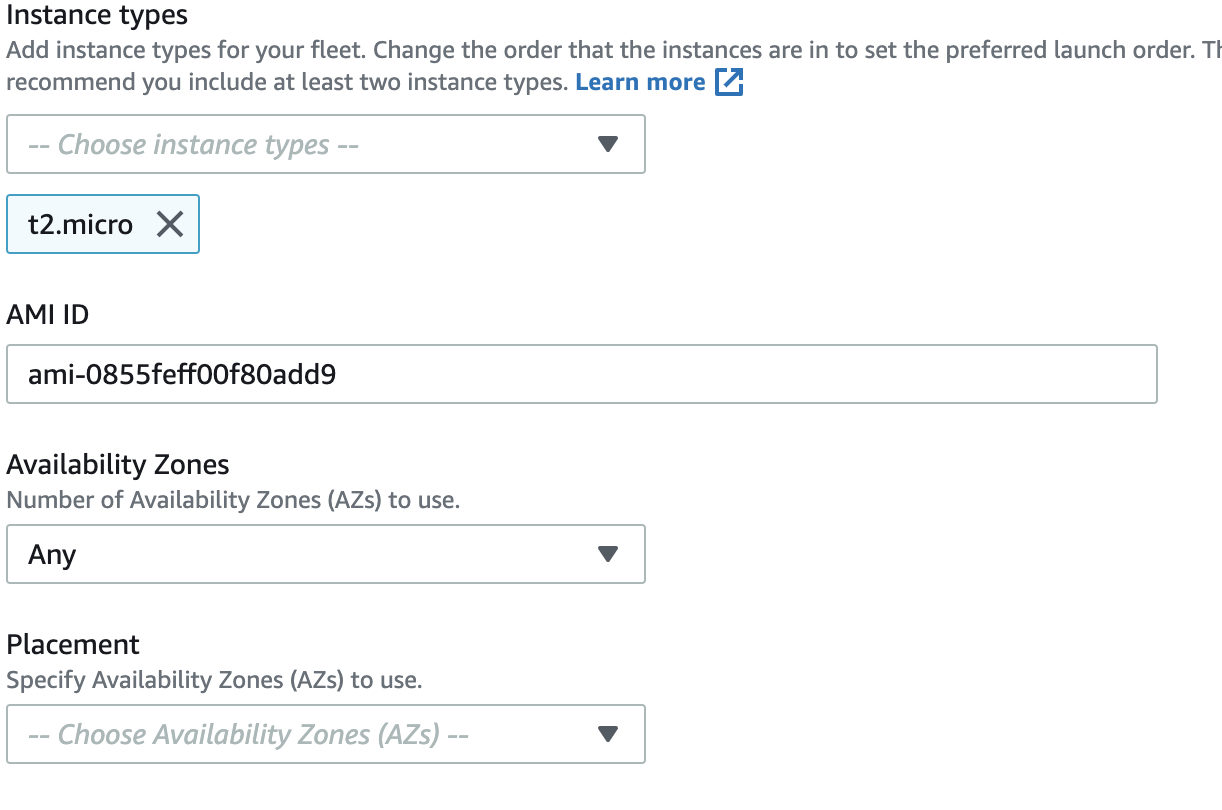 Instance types
Add instance types for your fleet. Change the order that the instances are in to set the preferred launch order.
recommend you include at least two instance types. Learn more
-- Choose instance types --
t2.micro
AMI ID
ami-0855feff00f80add9
Availability Zones
Number of Availability Zones (AZs) to use.
Any
Placement
Specify Availability Zones (AZs) to use.
-- Choose Availability Zones (AZs) --